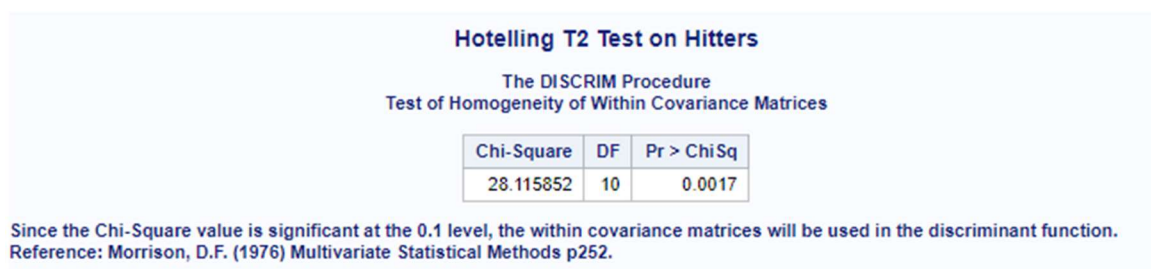 Hotelling T2 Test on Hitters
The DISCRIM Procedure
Test of Homogeneity of Within Covariance Matrices
Chi-Square DF Pr > ChiSq
28.115852 10 0.0017
Since the Chi-Square value is significant at the 0.1 level, the within covariance matrices will be used in the discriminant function.
Reference: Morrison, D.F. (1976) Multivariate Statistical Methods p252.